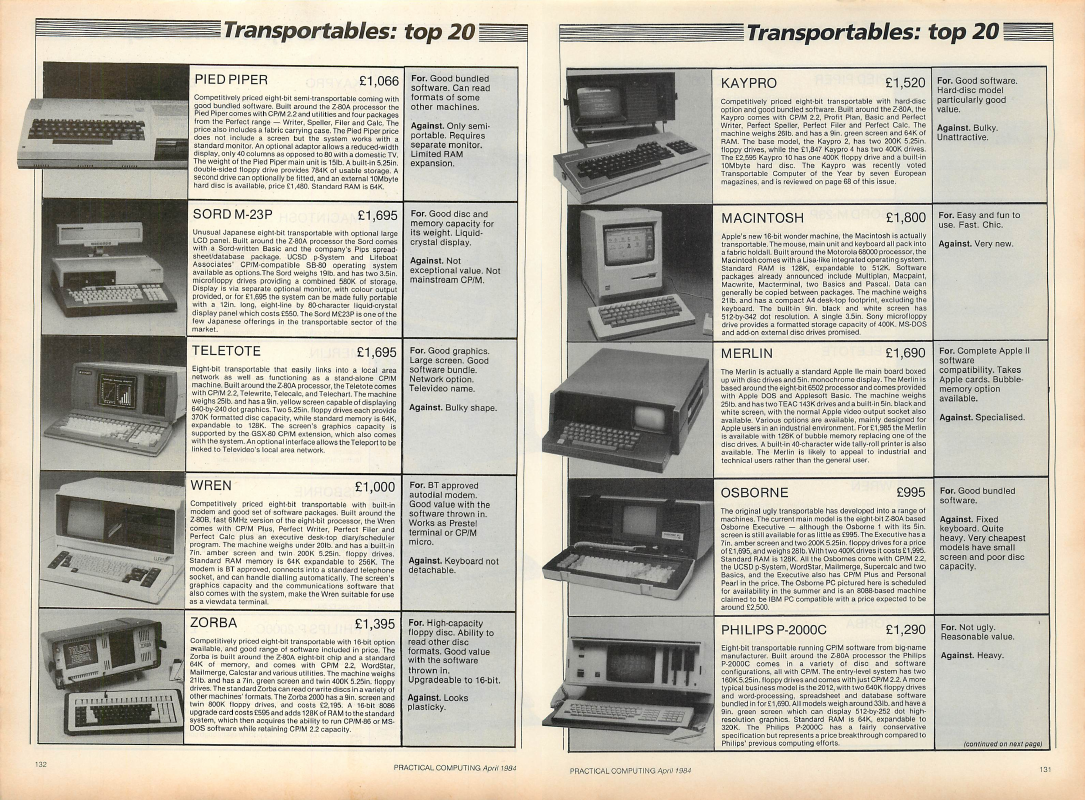 Transportables: top 20
PIED PIPER £1,066
Competitively priced eight-bit semi-transportable coming with
good bundled software. Built around the Z-80A processor the
Pied Piper comes with CP/M 2.2 and utilities and four packages
from the Perfect range — Writer, Speller, Filer and Calc. The
price also includes a fabric carrying case. The Pied Piper price
does not include a screen but the system works with a
standard monitor. An optional adaptor allows a reduced-width
display, only 40 columns as opposed to 80 with a domestic TV.
The weight of the Pied Piper main unit is 15lb. A built-in 5.25in.
double-sided floppy drive provides 784K of usable storage. A
second drive can optionally be fitted, and an external 10Mbyte
hard disc is available, price £1,480. Standard RAM is 64K.
For. Good bundled
software. Can read
formats of some
other machines.
Against. Only semi-
portable. Requires
separate monitor.
Limited RAM
expansion.
SORD M-23P £1,695
Unusual Japanese eight-bit transportable with optional large
LCD panel. Built around the Z-80A processor the Sord comes
with a Sord-written Basic and the company's Pips spread-
sheet/database package. UCSD p-System and Lifeboat
Associates' CP/M-compatible SB-80 operating system
available as options.The Sord weighs 19lb. and has two 3.5in.
microfloppy drives providing a combined 580K of storage.
Display is via separate optional monitor, with colour output
provided, or for £1,695 the system can be made fully portable
with a 12in. long, eight-line by 80-character liquid-crystal
display panel which costs £550. The Sord M£23P is one of the
few Japanese offerings in the transportable sector of the
market.
For. Good disc and
memory capacity for
its weight. Liquid-
crystal display.
Against. Not
exceptional value. Not
mainstream CP/M.
TELETOTE £1,695
Eight-bit transportable that easily links into a local area
network as well as functioning as a stand-alone CP/M
machine. Built around the Z-80A processor, the Teletote comes
with CP/M 2.2, Telewrite, Telecalc, and Telechart. The machine
weighs 25lb. and has a 9in. yellow screen capable of displaying
640-by-240 dot graphics. Two 5.25in. floppy drives each provide
370K formatted disc capacity, while standard memory is 64K,
expandable to 128K. The screen's graphics capacity is
supported by the GSX-80 CP/M extension, which also comes
with the system. An optional interface allows the Teleport to be
linked to Televideo's local area network.
For. Good graphics.
Large screen. Good
software bundle.
Network option.
Televideo name.
Against. Bulky shape.
WREN £1,000
Competitively priced eight-bit transportable with built-in
modem and good set of software packages. Built around the
Z-80B, fast 6MHz version of the eight-bit processor, the Wren
comes with CP/M Plus, Perfect Writer, Perfect Filer and
Perfect Calc plus an executive desk-top diary/scheduler
program. The machine weighs under 20lb. and has a built-in
7in. amber screen and twin 200K 5.25in. floppy drives.
Standard RAM memory is 64K expandable to 256K. The
modem is BT approved, connects into a standard telephone
socket, and can handle dialling automatically. The screen's
graphics capacity and the communications software that
also comes with the system, make the Wren suitable for use
as a viewdata terminal.
For. BT approved
autodial modem.
Good value with the
software thrown in.
Works as Prestel
terminal or CP/M
micro.
Against. Keyboard not
detachable.
ZORBA £1,395
Competitively priced eight-bit transportable with 16-bit option
available, and good range of software included in price. The
Zorba is built around the Z-80A eight-bit chip and a standard
64K of memory, and comes with CP/M 2.2, WordStar,
Mailmerge, Calcstar and various utilities. The machine weighs
21lb. and has a 7in. green screen and twin 400K 5.25in. floppy
drives. The standard Zorba can read or write discs in a variety of
other machines' formats. The Zorba 2000 has a 9in. screen and
twin 800K floppy drives, and costs £2,195. A 16-bit 8086
upgrade card costs £595 and adds 128K of RAM to the standard
system, which then acquires the ability to run CP/M-86 or MS-
DOS software while retaining CP/M 2.2 capacity.
For. High-capacity
floppy disc. Ability to
read other disc
formats. Good value
with the software
thrown in.
Upgradeable to 16-bit.
Against. Looks
plasticky.
132
PRACTICAL COMPUTING April 1984
Transportables: top 20
KAYPRO £1,520
Competitively priced eight-bit transportable with hard-disc
option and good bundled software. Built around the Z-80A, the
Kaypro comes with CP/M 2.2, Profit Plan, Basic and Perfect
Writer, Perfect Speller, Perfect Filer and Perfect Calc. The
machine weighs 26lb. and has a 9in. green screen and 64K of
RAM. The base model, the Kaypro 2, has two 200K 5.25in.
floppy drives, while the £1,847 Kaypro 4 has two 400K drives.
The £2,595 Kaypro 10 has one 400K floppy drive and a built-in
10Mbyte hard disc. The Kaypro was recently voted
Transportable Computer of the Year by seven European
magazines, and is reviewed on page 68 of this issue.
For. Good software.
Hard-disc model
particularly good
value.
Against. Bulky.
Unattractive.
MACINTOSH £1,800
Apple's new 16-bit wonder machine, the Macintosh is actually
transportable. The mouse, main unit and keyboard all pack into
a fabric holdall. Built around the Motorola 68000 processor, the
Macintosh comes with a Lisa-like integrated operating system.
Standard RAM is 128K, expandable to 512K. Software
packages already announce include Multiplan, Macpaint,
Macwrite, Macterminal, two Basics and Pascal. Data can
generally be copied between packages. The machine weighs
21lb. and has a compact A4 desk-top footprint, excluding the
keyboard. The built-in 9in. black and white screen has
512-by-342 dot resolution. A single 3.5in. Sony microfloppy
drive provides a formatted storage capacity of 400K. MS-DOS
and add-on external disc drives promised.
For. Easy and fun to
use. Fast. Chic.
Against. Very new.
MERLIN £1,690
The Merlin is actually a standard Apple IIe main board boxed
up with disc drives and 5in. monochrome display. The Merlin is
based around the eight-bit 6502 processor and comes provided
with Apple DOS and Applesoft Basic. The machine weighs
25lb. and has two TEAC 143K drives and a built-in 5in. black and
white screen, with the normal Apple video output socket also
available. Various options are available, mainly designed for
Apple users in an industrial environment. For £1,985 the Merlin
is available with 128K of bubble memory replacing one of the
disc drives. A built-in 40-character wide tally-roll printer is also
available. The Merlin is likely to appeal to industrial and
technical users rather than the general user.
For. Complete Apple II
software
compatibility. Takes
Apple cards. Bubble-
memory option
available.
Against. Specialised.
OSBORNE £995
The original ugly transportable has developed into a range of
machines. The current main model is the eight-bit Z-80A based
Osborne Executive — although the Osborne 1 with its 5in.
screen is still available for as little as £995. The Executive has a
7in. amber screen and two 200K 5.25in. floppy drives for a price
of £1,695, and weighs 28lb. With two 400K drives it costs £1,995.
Standard RAM is 128K. All the Osbornes come with CP/M 2.2,
the UCSD p-System, WordStar, Mailmerge, Supercalc and two
Basics, and the Executive also has CP/M Plus and Personal
Pearl in the price. The Osborne PC pictured here is scheduled
for availability in the summer and is an 8088-based machine
claimed to be IBM PC compatible with a price expected to be
around £2,500.
For. Good bundled
software.
Against. Fixed
keyboard. Quite
heavy. Very cheapest
models have small
screen and poor disc
capacity.
PHILIPS P-2000C £1,290
Eight-bit transportable running CP/M software from big-name
manufacturer. Built around the Z-80A processor the Philips
P-2000C comes in a variety of disc and software
configurations, all with CP/M. The entry-level system has two
160K 5.25in. floppy drives and comes with just CP/M 2.2. A more
typical business model is the 2012, with two 640K floppy drives
and word-processing, spreadsheet and database software
bundled in for £1,690. All models weigh around 33lb. and have a
9in. green screen which can display 512-by-252 dot high-
resolution graphics. Standard RAM is 64K, expandable to
320K. The Philips P-2000C has a fairly conservative
specification but represents a price breakthrough compared to
Philips' previous computing efforts.
For. Not ugly.
Reasonable value.
Against. Heavy.
(continued on next page)
PRACTICAL COMPUTING April 1984
131